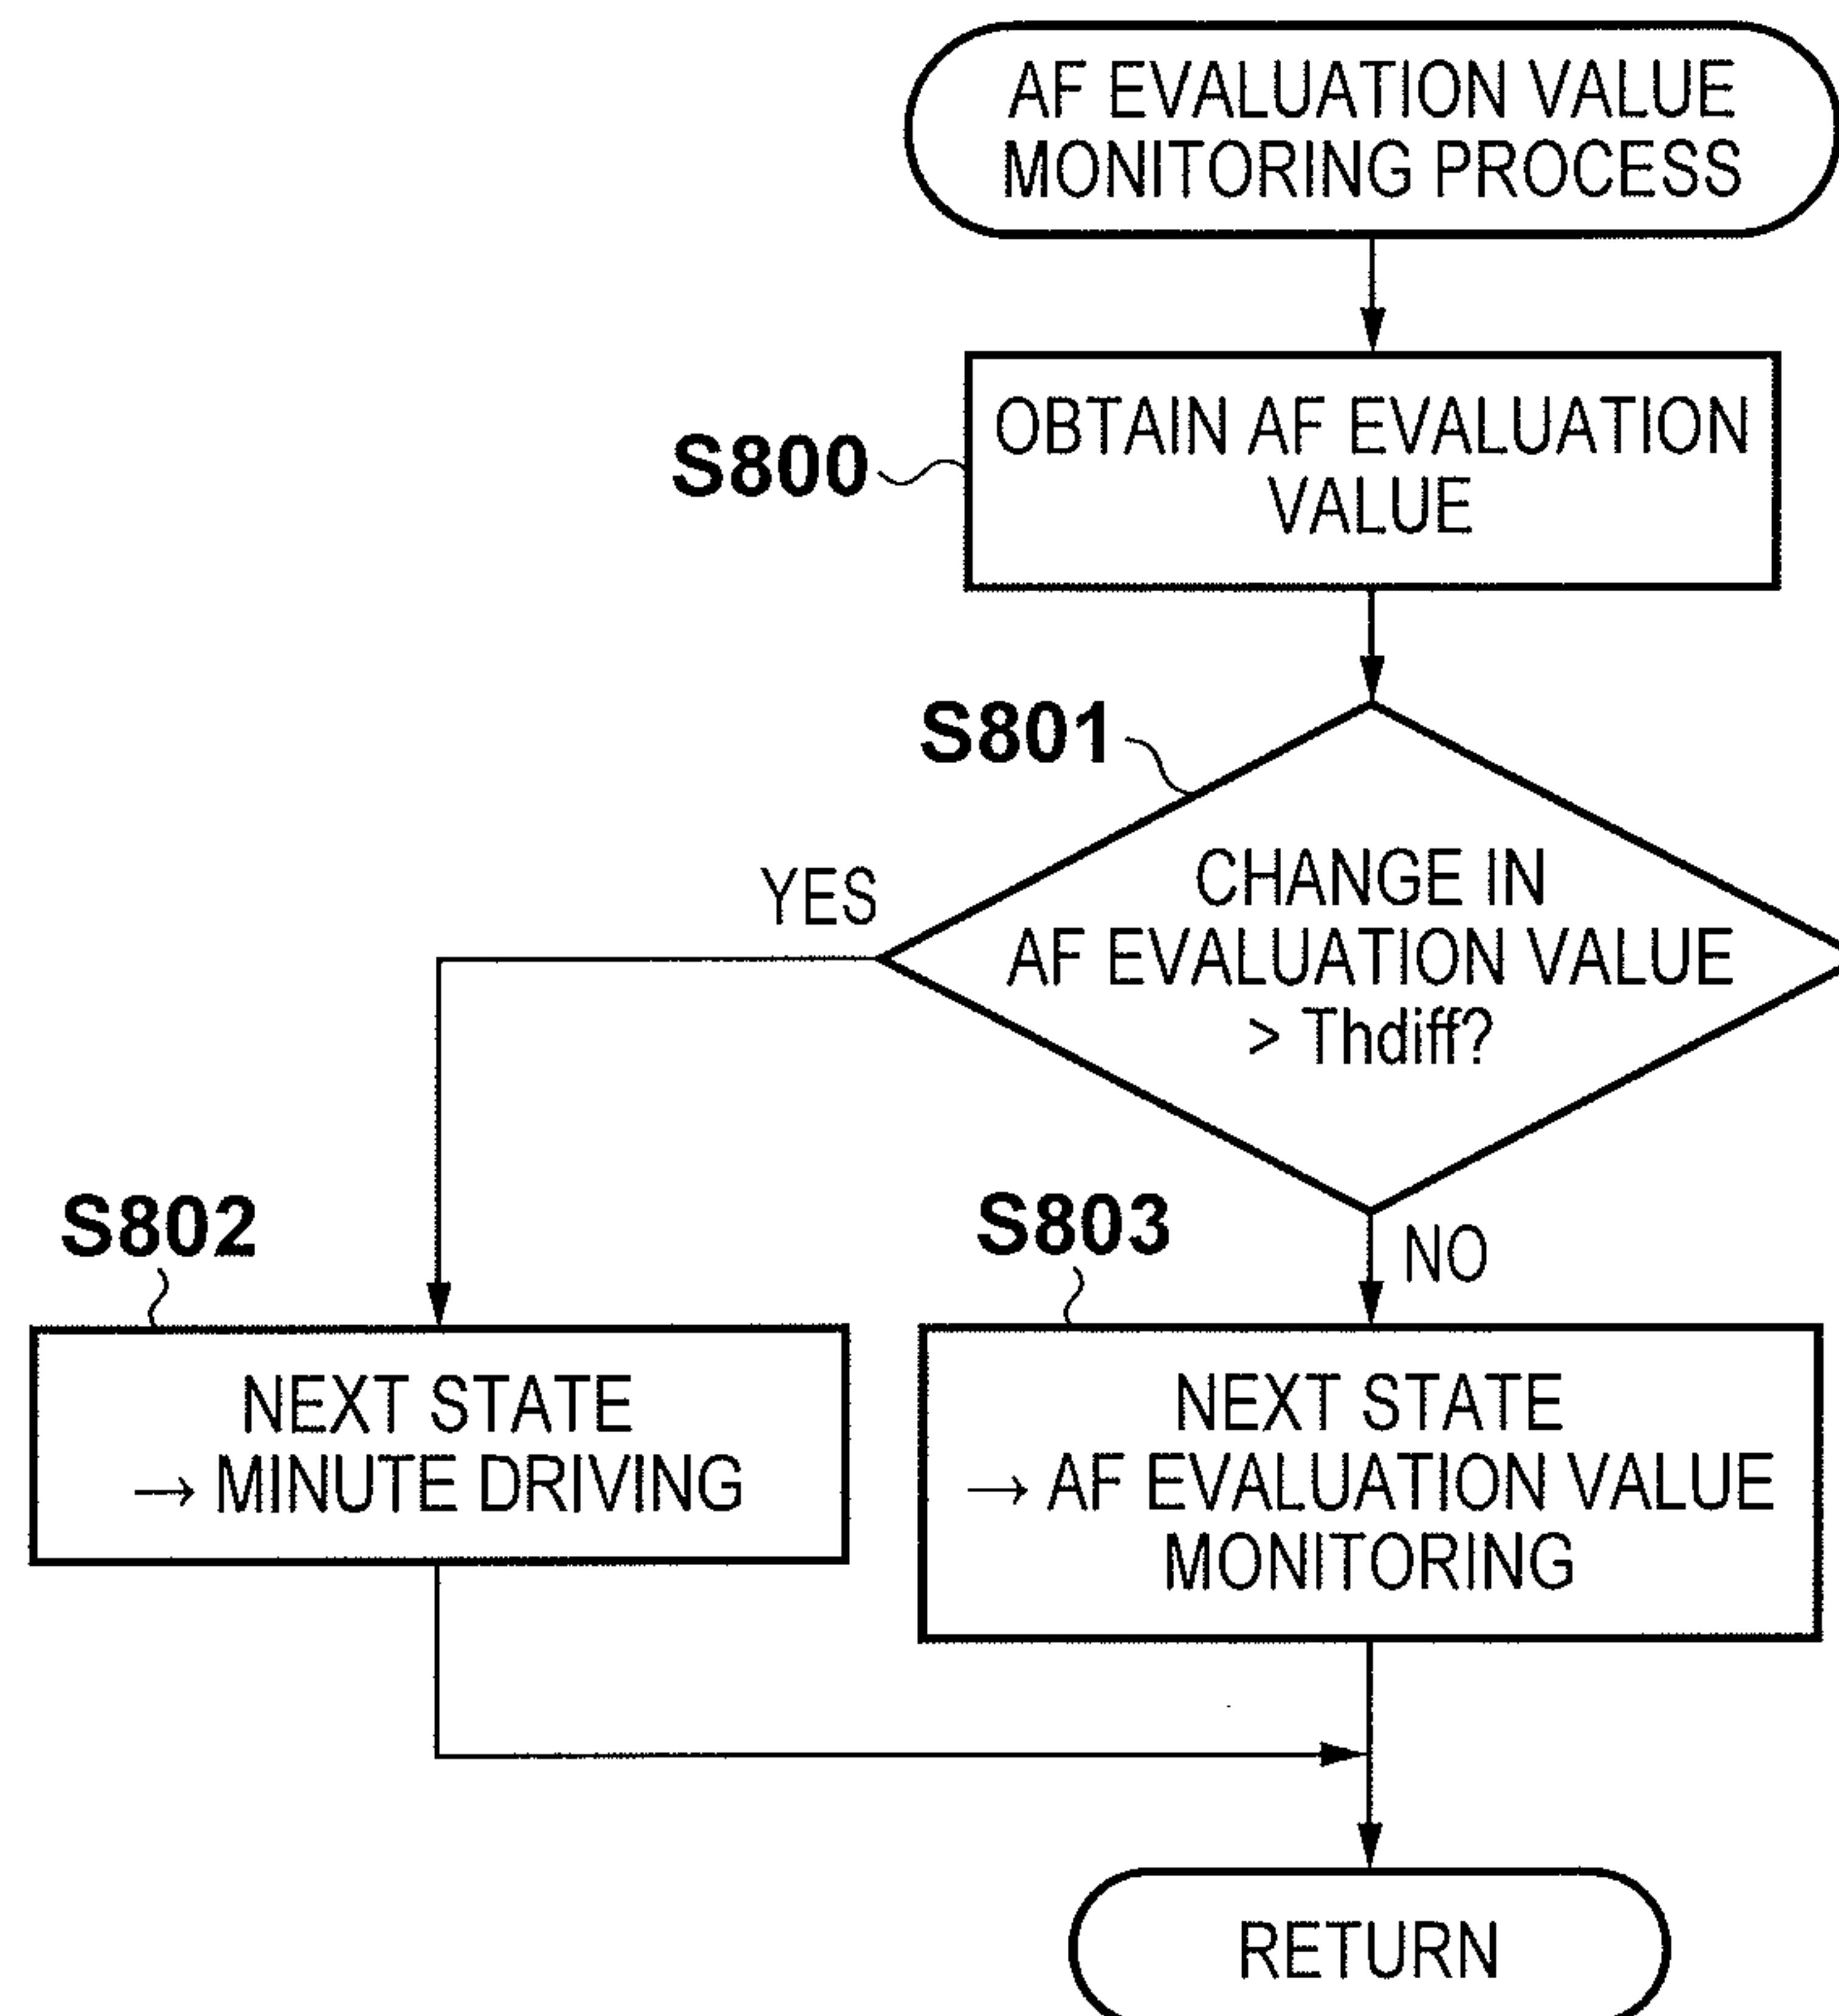 AF EVALUATION VALUE
MONITORING PROCESS
S800
OBTAIN AF EVALUATION
VALUE
S801
CHANGE IN
AF EVALUATION VALUE
> Thdiff?
YES
NO
S802
NEXT STATE
→ MINUTE DRIVING
S803
NEXT STATE
→ AF EVALUATION VALUE
MONITORING
RETURN